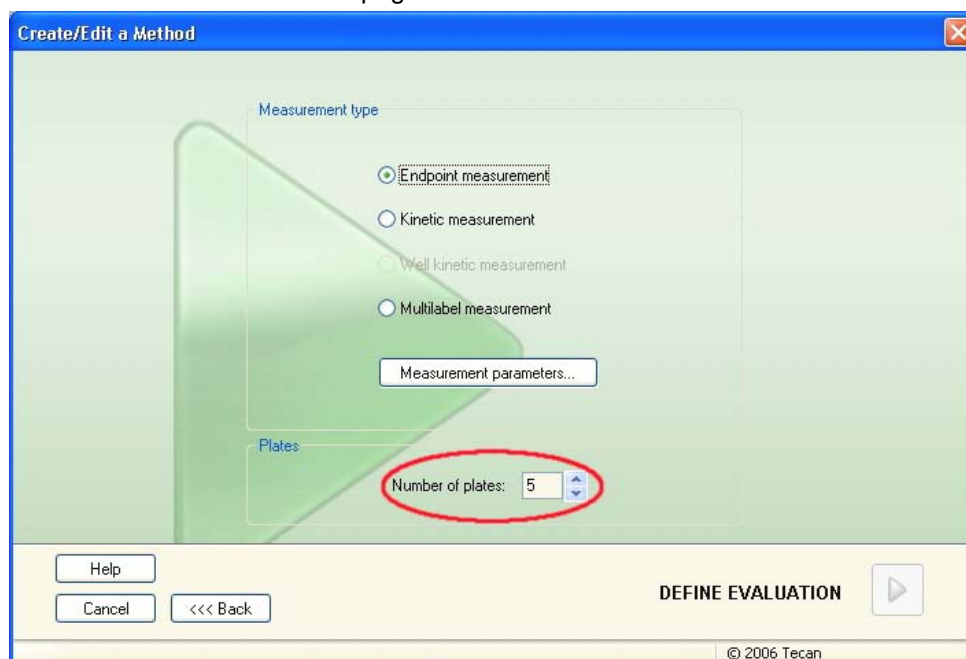 Create/Edit a Method
Measurement type
Endpoint measurement
Kinetic measurement
Well kinetic measurement
Multilabel measurement
Measurement parameters...
Plates
Number of plates: 5
Help
Cancel <<< Back
DEFINE EVALUATION
© 2006 Tecan